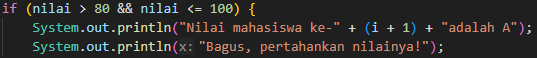 if (nilai > 80 && nilai <= 100) {
System.out.println("Nilai mahasiswa ke-" + (i + 1) + "adalah A");
System.out.println(x: "Bagus, pertahankan nilainya!");